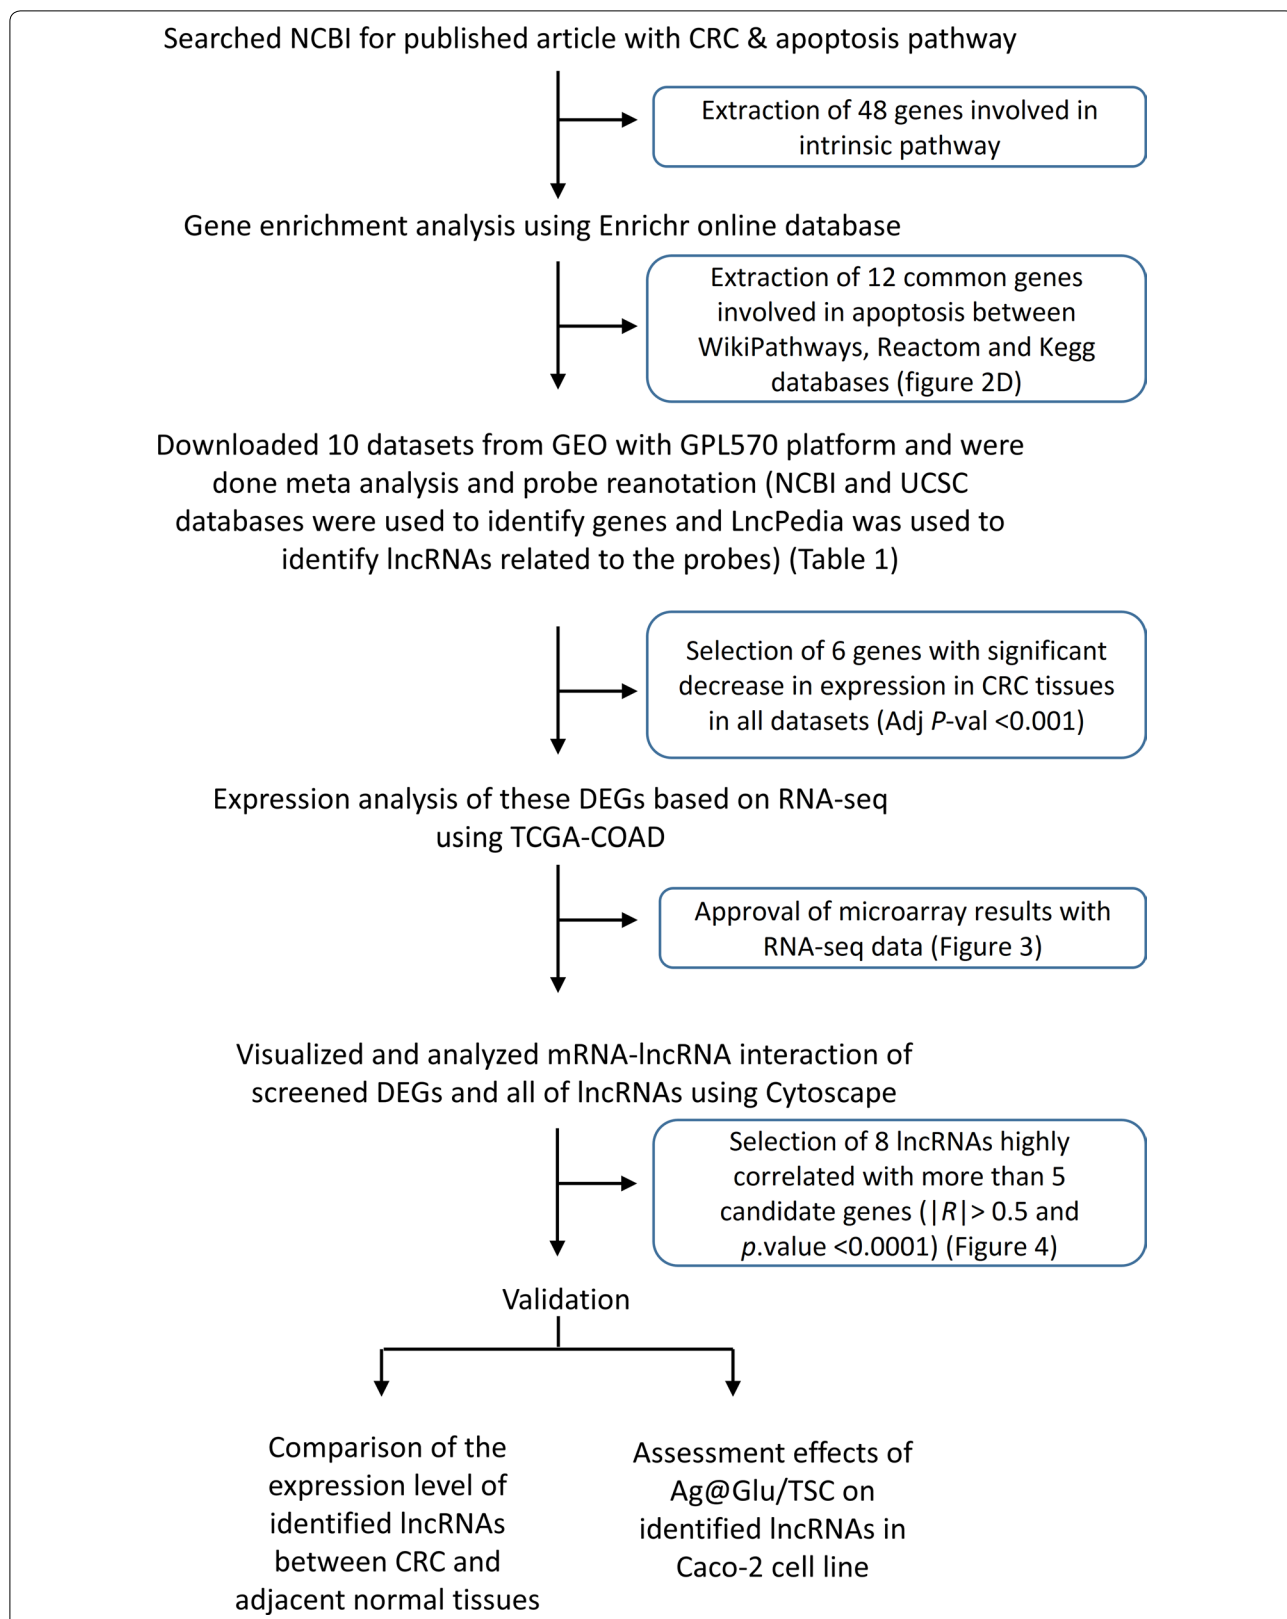 Searched NCBI for published article with CRC & apoptosis pathway
Extraction of 48 genes involved in
intrinsic pathway
Gene enrichment analysis using Enrichr online database
Extraction of 12 common genes
involved in apoptosis between
WikiPathways, Reactom and Kegg
databases (figure 2D)
Downloaded 10 datasets from GEO with GPL570 platform and were
done meta analysis and probe reanotation (NCBI and UCSC
databases were used to identify genes and LncPedia was used to
identify lncRNAs related to the probes) (Table 1)
Selection of 6 genes with significant
decrease in expression in CRC tissues
in all datasets (Adj P-val <0.001)
Expression analysis of these DEGs based on RNA-seq
using TCGA-COAD
Approval of microarray results with
RNA-seq data (Figure 3)
Visualized and analyzed mRNA-lncRNA interaction of
screened DEGs and all of lncRNAs using Cytoscape
Selection of 8 lncRNAs highly
correlated with more than 5
candidate genes (|R|> 0.5 and
p.value <0.0001) (Figure 4)
Validation
Comparison of the
expression level of
identified lncRNAs
between CRC and
adjacent normal tissues
Assessment effects of
Ag@Glu/TSC on
identified lncRNAs in
Caco-2 cell line